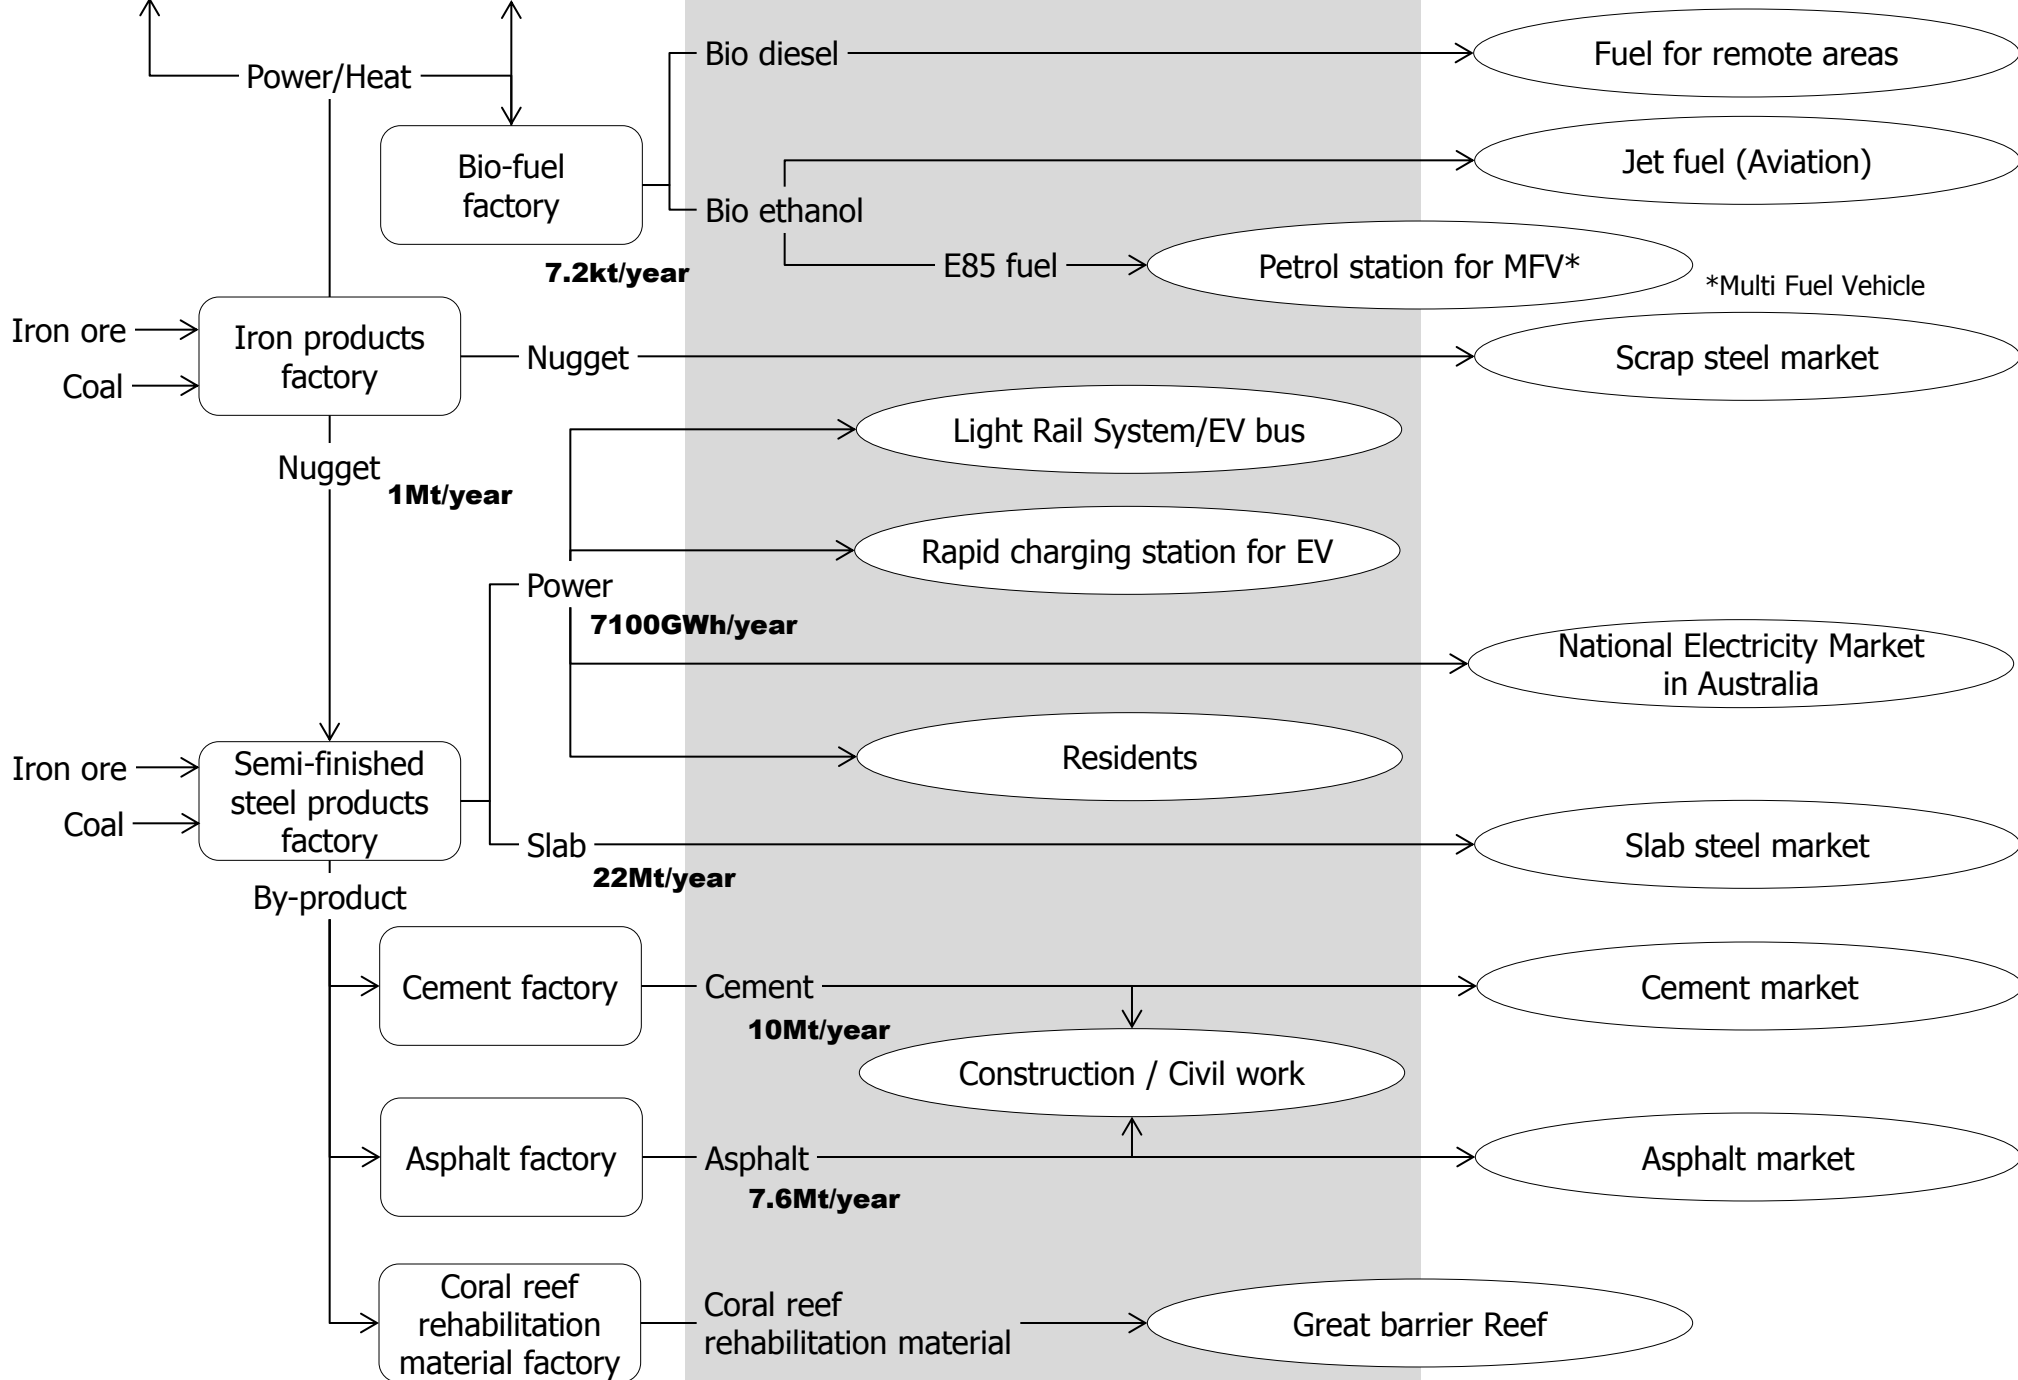 Power/Heat
Bio diesel
Fuel for remote areas
Bio-fuel
factory
7.2kt/year
Bio ethanol
Jet fuel (Aviation)
E85 fuel
Petrol station for MFV*
*Multi Fuel Vehicle
Iron ore
Coal
Iron products
factory
Nugget
Scrap steel market
Nugget
1Mt/year
Light Rail System/EV bus
Rapid charging station for EV
Power
7100GWh/year
National Electricity Market
in Australia
Residents
Iron ore
Coal
Semi-finished
steel products
factory
Slab
22Mt/year
Slab steel market
By-product
Cement factory
Cement
10Mt/year
Cement market
Construction / Civil work
Asphalt factory
Asphalt
7.6Mt/year
Asphalt market
Coral reef
rehabilitation
material factory
Coral reef
rehabilitation material
Great barrier Reef